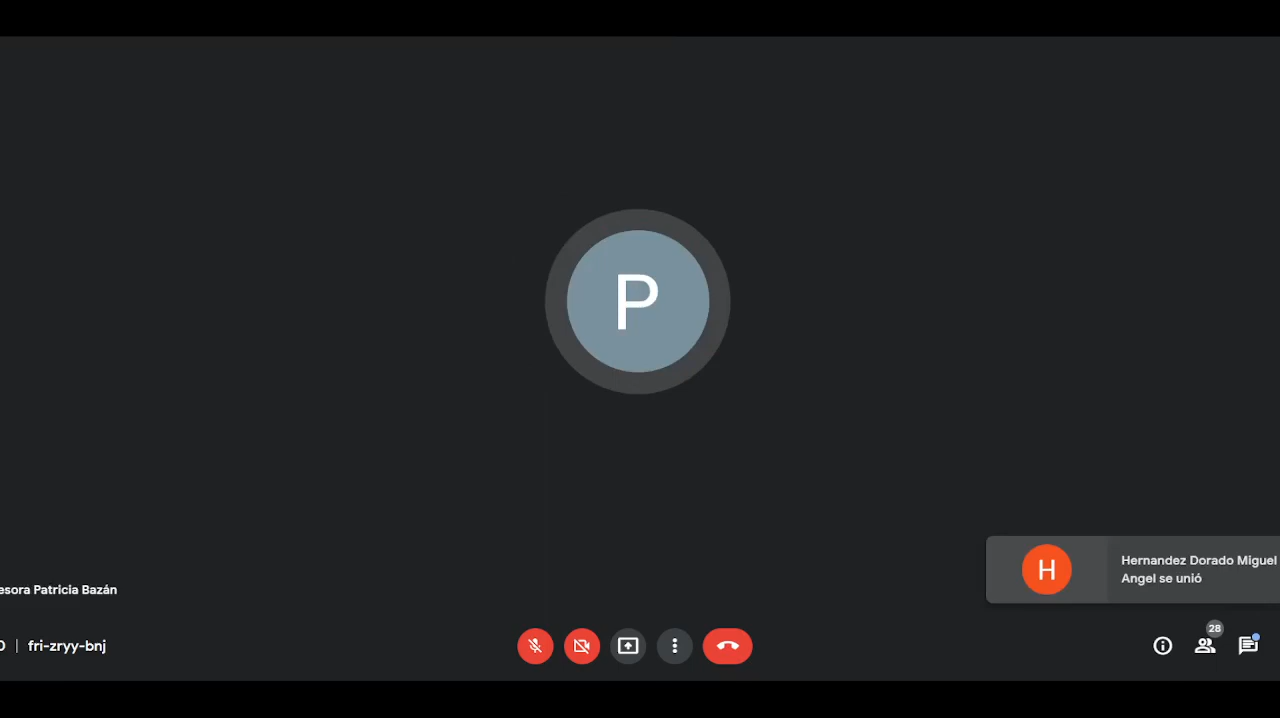 P
H
Hernandez Dorado Miguel
Angel se unió
esora Patricia Bazán
fri-zryy-bnj
28